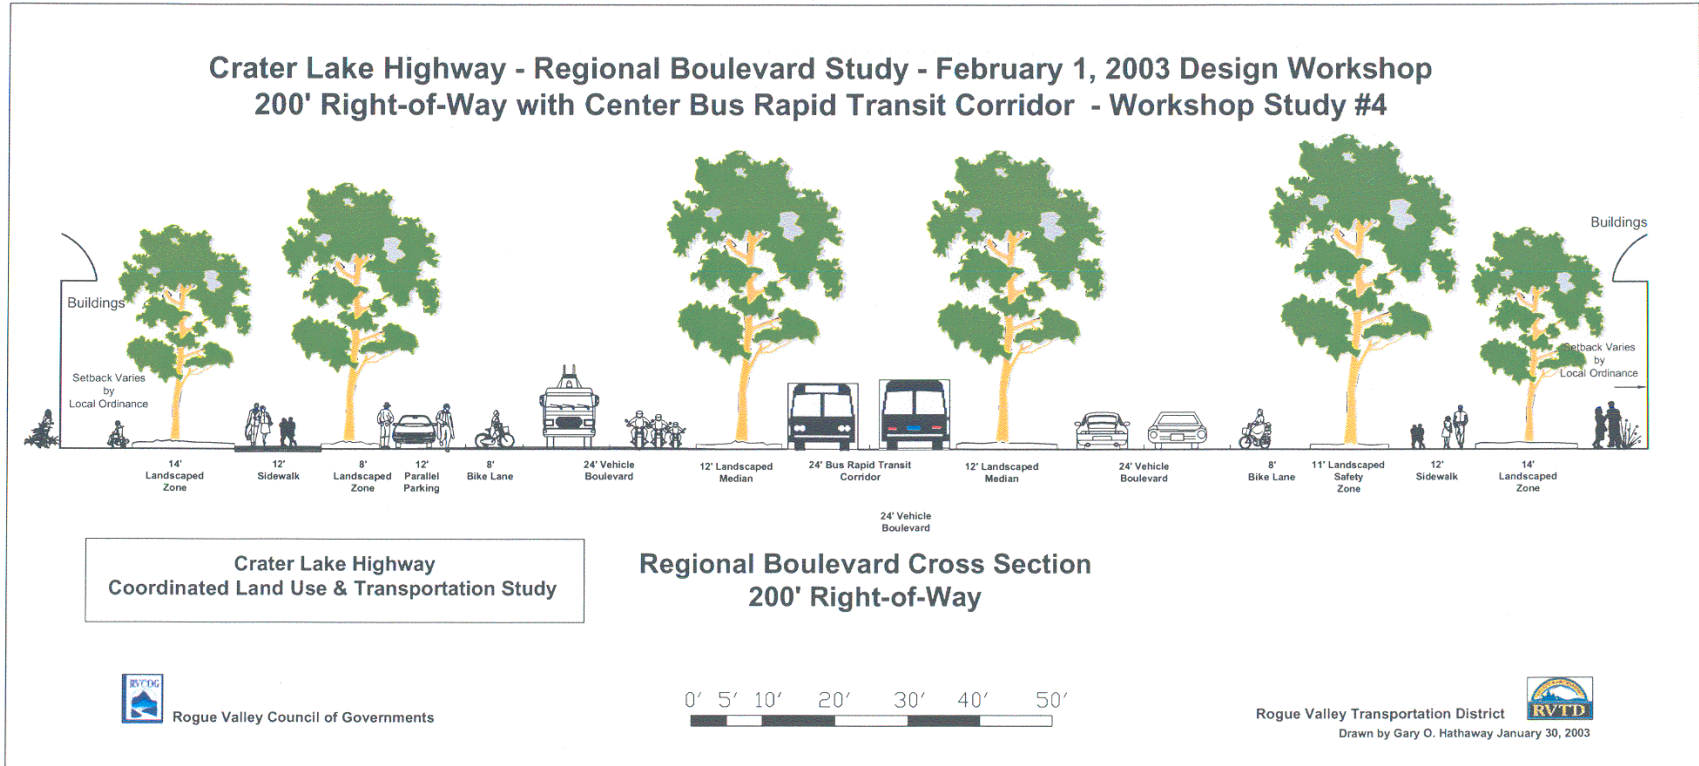 Crater Lake Highway - Regional Boulevard Study - February 1, 2003 Design Workshop
200' Right-of-Way with Center Bus Rapid Transit Corridor - Workshop Study #4
Buildings
Setback Varies
by
Local Ordinance
Buildings
Setback Varies
by
Local Ordinance
14'
Landscaped
Zone
12'
Sidewalk
8'
Landscaped
Zone
12'
Parallel
Parking
8'
Bike Lane
24' Vehicle
Boulevard
12' Landscaped
Median
24' Bus Rapid Transit
Corridor
12' Landscaped
Median
24' Vehicle
Boulevard
8'
Bike Lane
11' Landscaped
Safety
Zone
12'
Sidewalk
14'
Landscaped
Zone
24' Vehicle
Boulevard
Crater Lake Highway
Coordinated Land Use & Transportation Study
Regional Boulevard Cross Section
200' Right-of-Way
RVCOG
Rogue Valley Council of Governments
0' 5' 10' 20' 30' 40' 50'
Rogue Valley Transportation District
RVTD
Drawn by Gary O. Hathaway January 30, 2003